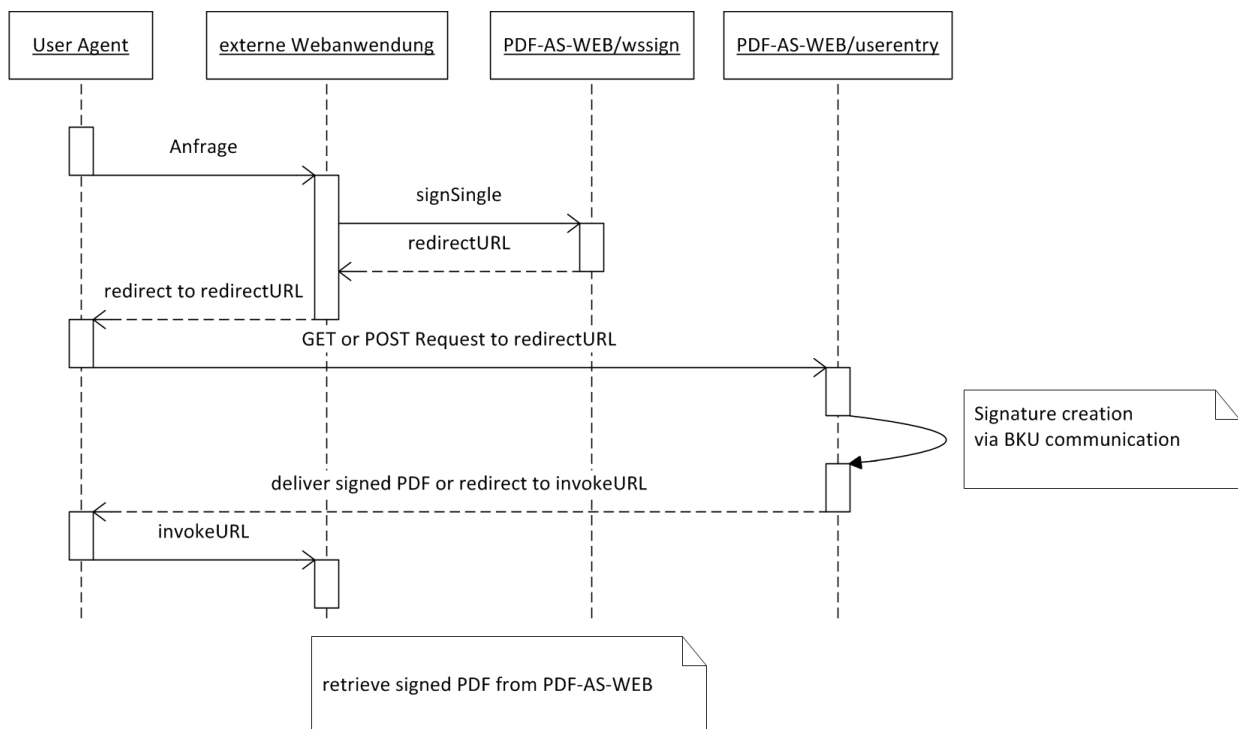 User Agent
externe Webanwendung
PDF-AS-WEB/wssign
PDF-AS-WEB/userentry
Anfrage
signSingle
redirectURL
redirect to redirectURL
GET or POST Request to redirectURL
Signature creation
via BKU communication
deliver signed PDF or redirect to invokeURL
invokeURL
retrieve signed PDF from PDF-AS-WEB